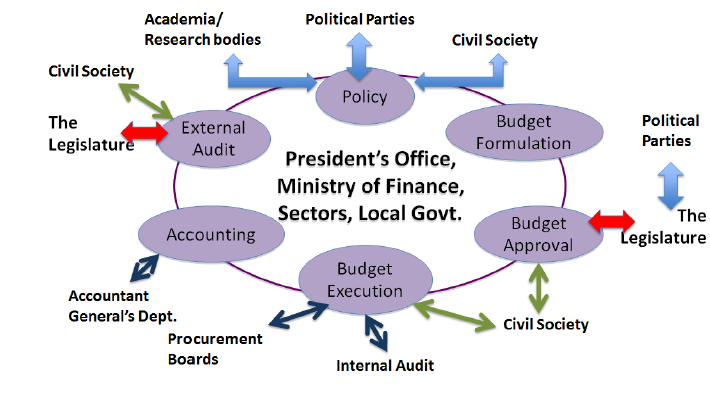 Academia/
Research bodies
Political Parties
Civil Society
Civil Society
Policy
The
Legislature
External
Audit
Budget
Formulation
Political
Parties
President's Office,
Ministry of Finance,
Sectors, Local Govt.
Accounting
Budget
Approval
The
Legislature
Budget
Execution
Accountant
General's Dept.
Procurement
Boards
Internal Audit
Civil Society